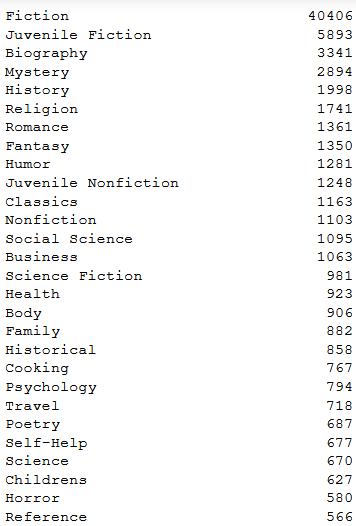 Fiction 40406
Juvenile Fiction 5893
Biography 3341
Mystery 2894
History 1998
Religion 1741
Romance 1361
Fantasy 1350
Humor 1281
Juvenile Nonfiction 1248
Classics 1163
Nonfiction 1103
Social Science 1095
Business 1063
Science Fiction 981
Health 923
Body 906
Family 882
Historical 858
Cooking 767
Psychology 794
Travel 718
Poetry 687
Self-Help 677
Science 670
Childrens 627
Horror 580
Reference 566